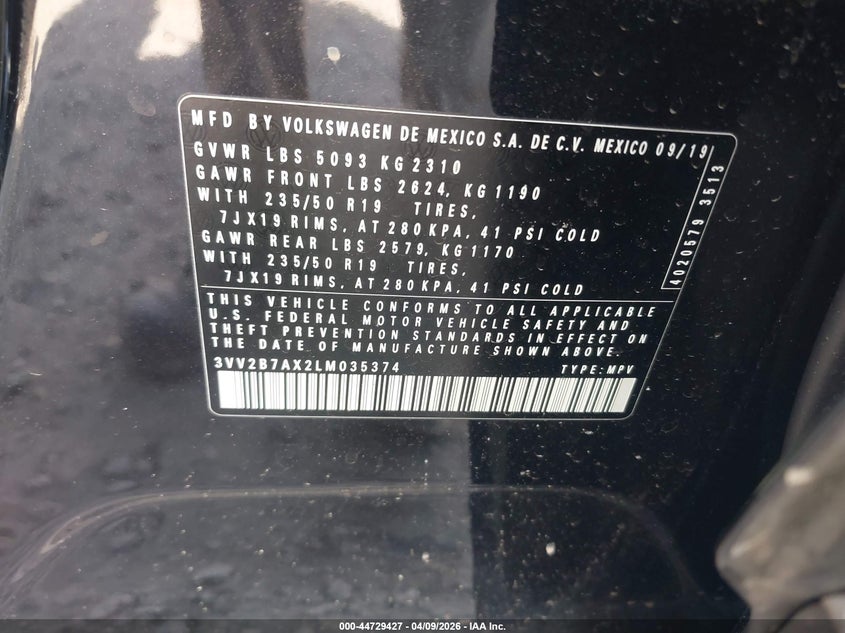 MFD BY VOLKSWAGEN DE MEXICO S.A. DE C.V. MEXICO 09/19
GVWR LBS 5093 KG 2310
GAWR FRONT LBS 2624, KG 1190
WITH 235/50 R19 TIRES,
7JX19 RIMS, AT 280 KPA, 41 PSI COLD
GAWR REAR LBS 2579, KG 1170
WITH 235/50 R19 TIRES,
7JX19 RIMS, AT 280 KPA, 41 PSI COLD
4020579 3513
THIS VEHICLE CONFORMS TO ALL APPLICABLE
U.S. FEDERAL MOTOR VEHICLE SAFETY AND
THEFT PREVENTION STANDARDS IN EFFECT ON
THE DATE OF MANUFACTURE SHOWN ABOVE.
3VV2B7AX2LM035374 TYPE:MPV
000-44729427 | 04/09/2026 | IAA Inc.